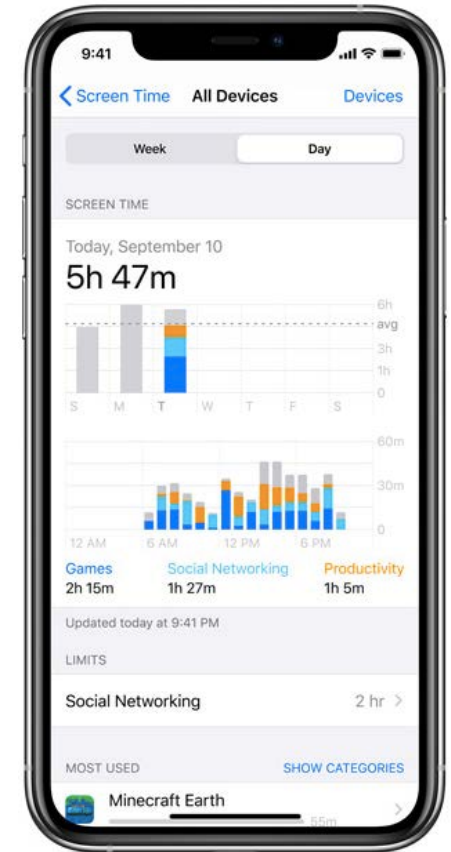 9:41
Screen Time All Devices Devices
Week Day
SCREEN TIME
Today, September 10
5h 47m
6h
avg
3h
1h
0
S M T W T F S
60m
30m
0
12 AM 6 AM 12 PM 6 PM
Games Social Networking Productivity
2h 15m 1h 27m 1h 5m
Updated today at 9:41 PM
LIMITS
Social Networking 2 hr
MOST USED SHOW CATEGORIES
Minecraft Earth
55m